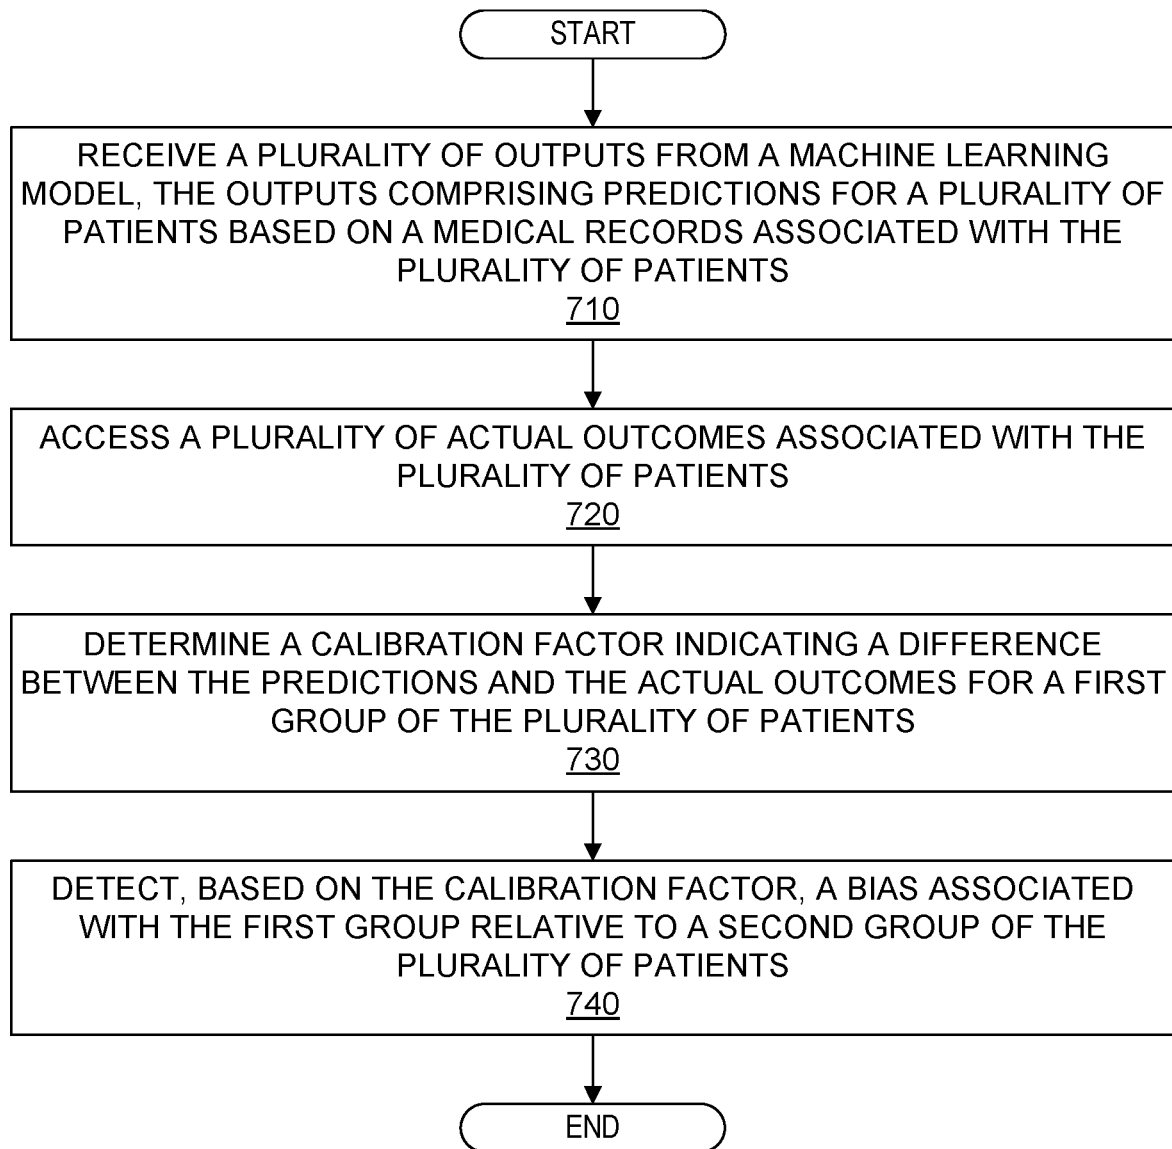 START
RECEIVE A PLURALITY OF OUTPUTS FROM A MACHINE LEARNING
MODEL, THE OUTPUTS COMPRISING PREDICTIONS FOR A PLURALITY OF
PATIENTS BASED ON A MEDICAL RECORDS ASSOCIATED WITH THE
PLURALITY OF PATIENTS
710
ACCESS A PLURALITY OF ACTUAL OUTCOMES ASSOCIATED WITH THE
PLURALITY OF PATIENTS
720
DETERMINE A CALIBRATION FACTOR INDICATING A DIFFERENCE
BETWEEN THE PREDICTIONS AND THE ACTUAL OUTCOMES FOR A FIRST
GROUP OF THE PLURALITY OF PATIENTS
730
DETECT, BASED ON THE CALIBRATION FACTOR, A BIAS ASSOCIATED
WITH THE FIRST GROUP RELATIVE TO A SECOND GROUP OF THE
PLURALITY OF PATIENTS
740
END